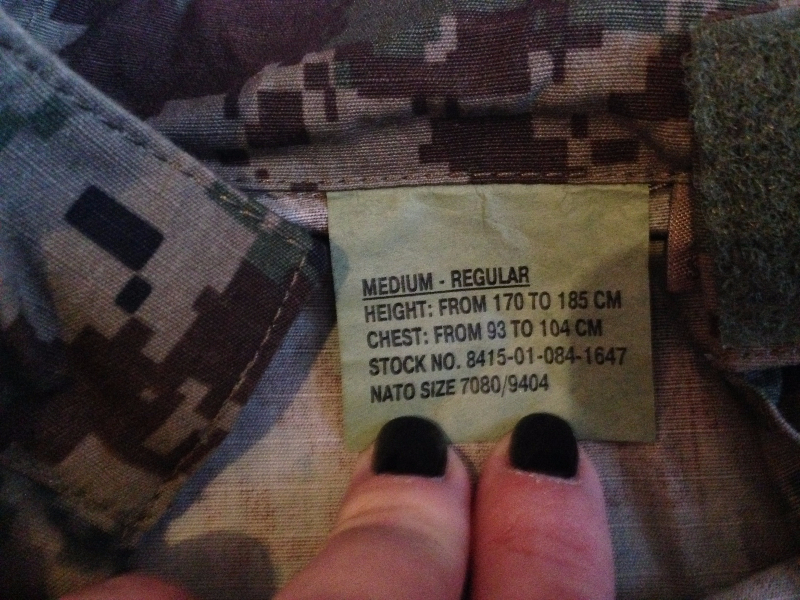 MEDIUM - REGULAR
HEIGHT: FROM 170 TO 185 CM
CHEST: FROM 93 TO 104 CM
STOCK NO. 8415-01-084-1647
NATO SIZE 7080/9404